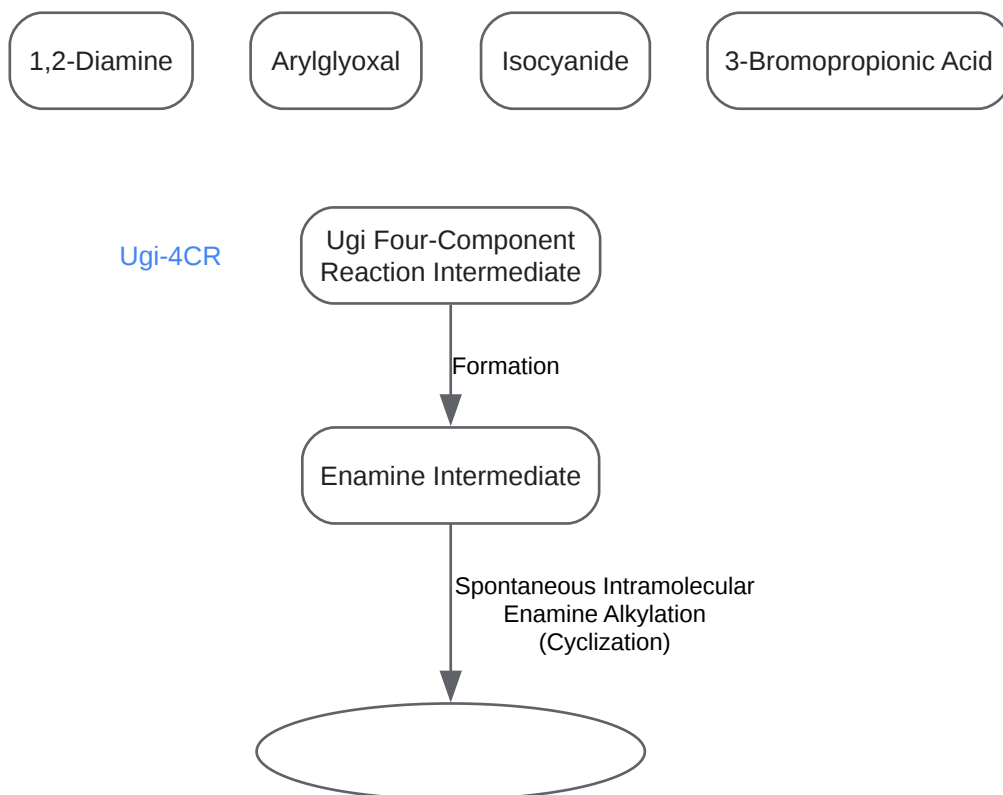 1,2-Diamine
Arylglyoxal
Isocyanide
3-Bromopropionic Acid
Ugi-4CR
Ugi Four-Component
Reaction Intermediate
Formation
Enamine Intermediate
Spontaneous Intramolecular
Enamine Alkylation
(Cyclization)